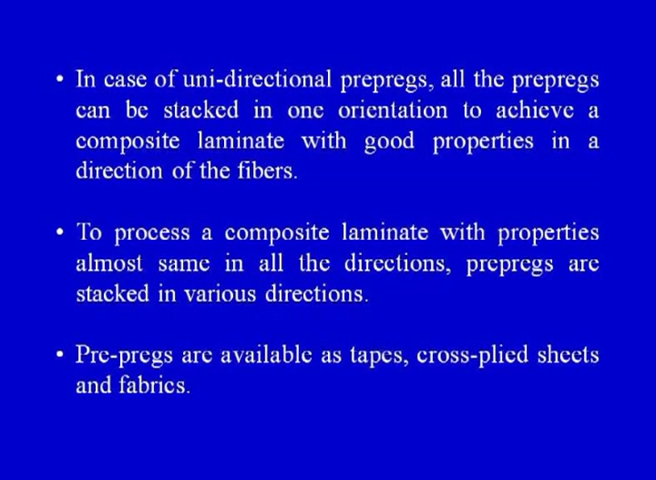 • In case of uni-directional prepregs, all the prepregs
can be stacked in one orientation to achieve a
composite laminate with good properties in a
direction of the fibers.
• To process a composite laminate with properties
almost same in all the directions, prepregs are
stacked in various directions.
• Pre-pregs are available as tapes, cross-plied sheets
and fabrics.